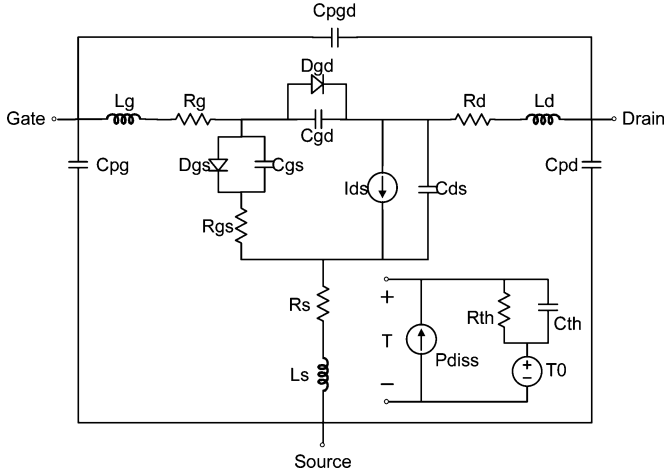 Cpgd
Dgd
Lg
Rg
Rd
Ld
Gate
Drain
Cgd
Cpg
Dgs
Cgs
Ids
Cds
Cpd
Rgs
Rs
+
Rth
Cth
T
Pdiss
+
T0
−
Ls
−
Source